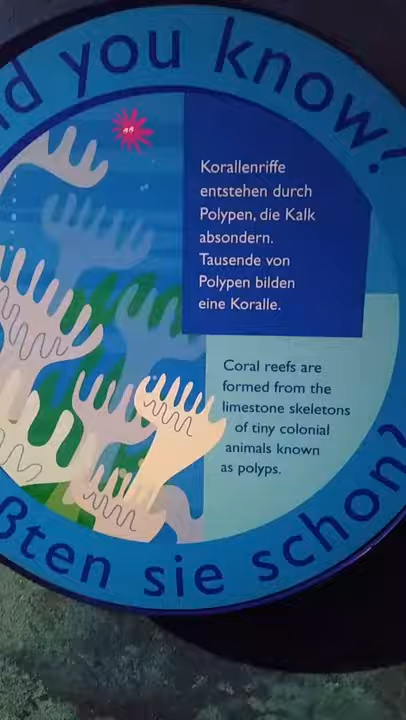 d you know?
Korallenriffe
entstehen durch
Polypen, die Kalk
absondern.
Tausende von
Polypen bilden
eine Koralle.
Coral reefs are
formed from the
limestone skeletons
of tiny colonial
animals known
as polyps.
ßten sie schon?